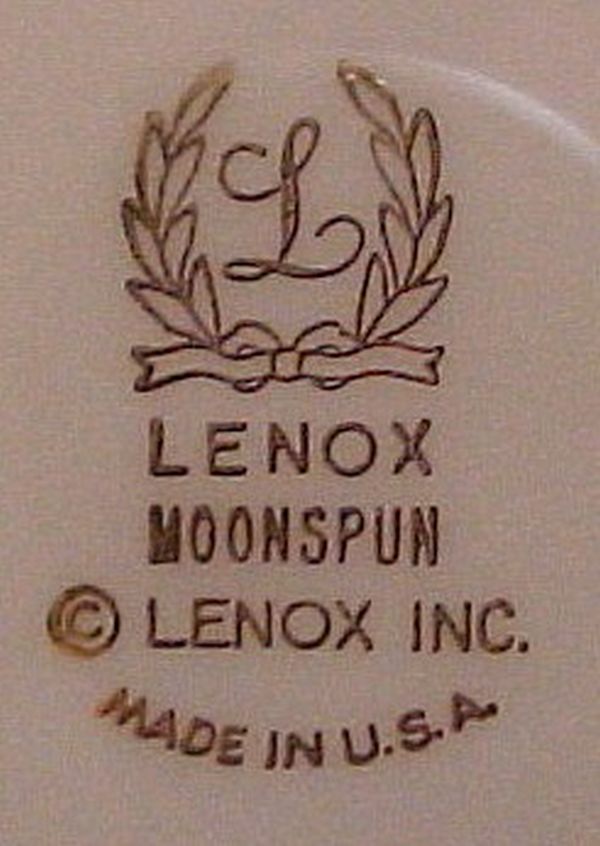 L
LENOX
MOONSPUN
© LENOX INC.
MADE IN U.S.A.